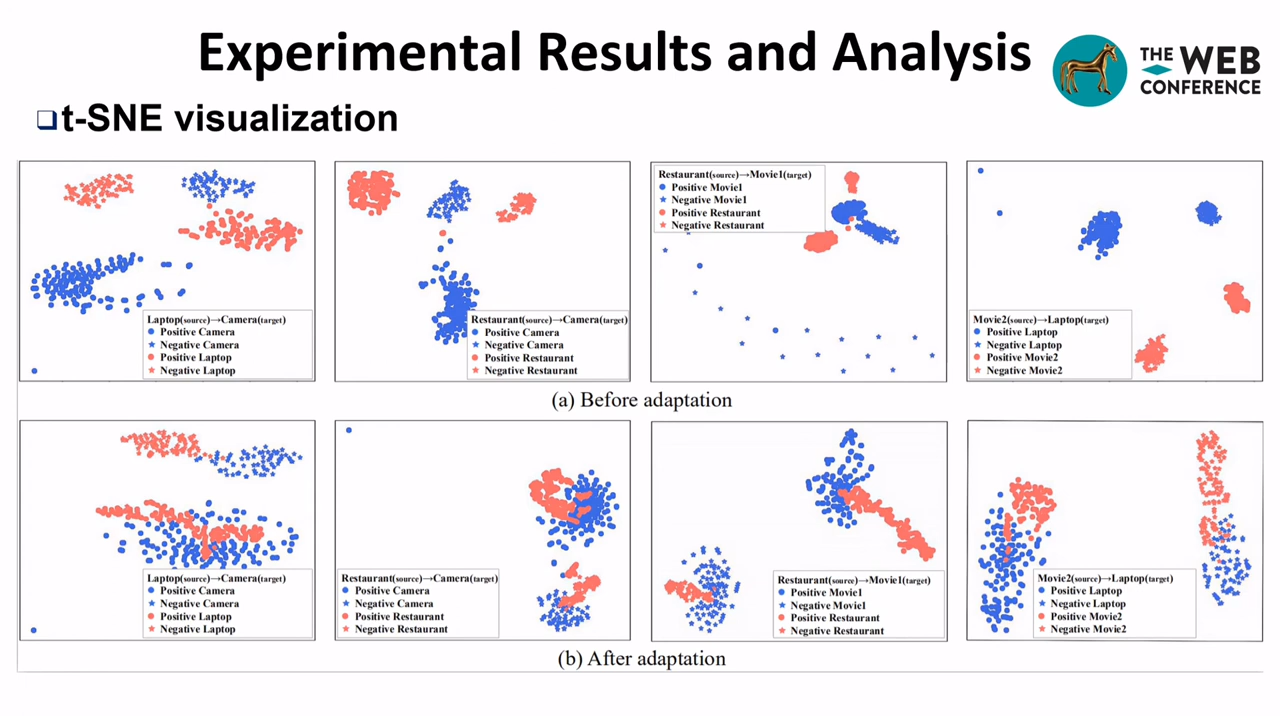 Experimental Results and Analysis
THE WEB
CONFERENCE
t-SNE visualization
Laptop(source)→Camera(target)
Positive Camera
Negative Camera
Positive Laptop
Negative Laptop
Restaurant(source)→Camera(target)
Positive Camera
Negative Camera
Positive Restaurant
Negative Restaurant
Restaurant(source)→Movie1(target)
Positive Movie1
Negative Movie1
Positive Restaurant
Negative Restaurant
Movie2(source)→Laptop(target)
Positive Laptop
Negative Laptop
Positive Movie2
Negative Movie2
(a) Before adaptation
Laptop(source)→Camera(target)
Positive Camera
Negative Camera
Positive Laptop
Negative Laptop
Restaurant(source)→Camera(target)
Positive Camera
Negative Camera
Positive Restaurant
Negative Restaurant
Restaurant(source)→Movie1(target)
Positive Movie1
Negative Movie1
Positive Restaurant
Negative Restaurant
Movie2(source)→Laptop(target)
Positive Laptop
Negative Laptop
Positive Movie2
Negative Movie2
(b) After adaptation